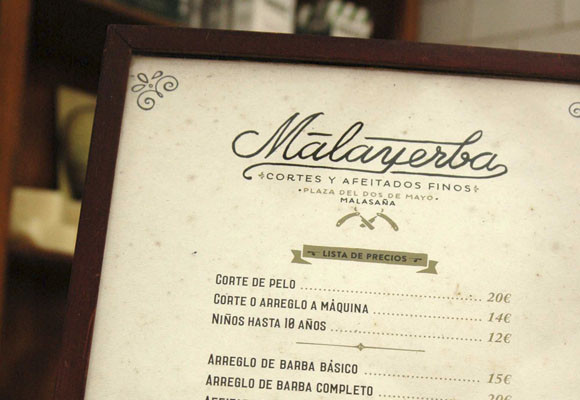 Malayerba
CORTES Y AFEITADOS FINOS
PLAZA DEL DOS DE MAYO
MALASAÑA
LISTA DE PRECIOS
CORTE DE PELO 20€
CORTE O ARREGLO A MÁQUINA 14€
NIÑOS HASTA 10 AÑOS 12€
ARREGLO DE BARBA BÁSICO 15€
ARREGLO DE BARBA COMPLETO 20€